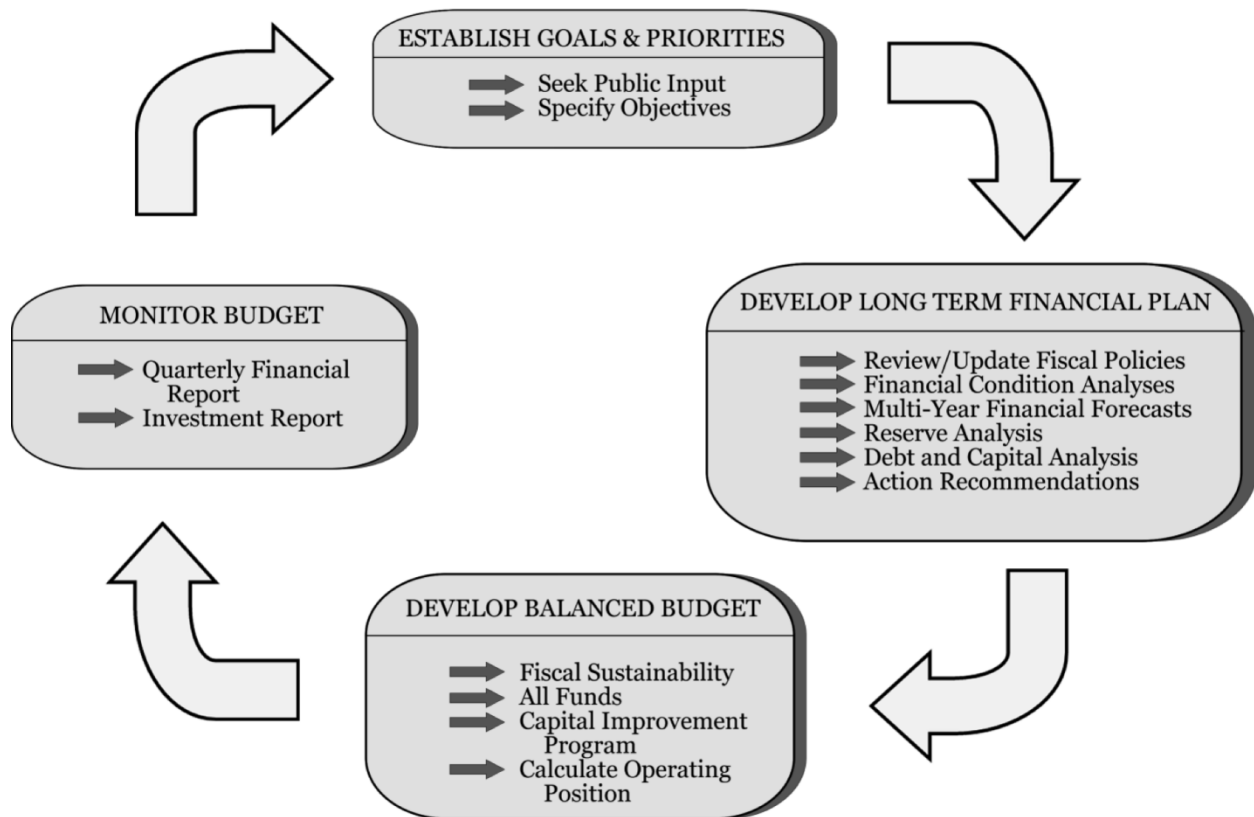 ESTABLISH GOALS & PRIORITIES
Seek Public Input
Specify Objectives
DEVELOP LONG TERM FINANCIAL PLAN
Review/Update Fiscal Policies
Financial Condition Analyses
Multi-Year Financial Forecasts
Reserve Analysis
Debt and Capital Analysis
Action Recommendations
DEVELOP BALANCED BUDGET
Fiscal Sustainability
All Funds
Capital Improvement
Program
Calculate Operating
Position
MONITOR BUDGET
Quarterly Financial
Report
Investment Report